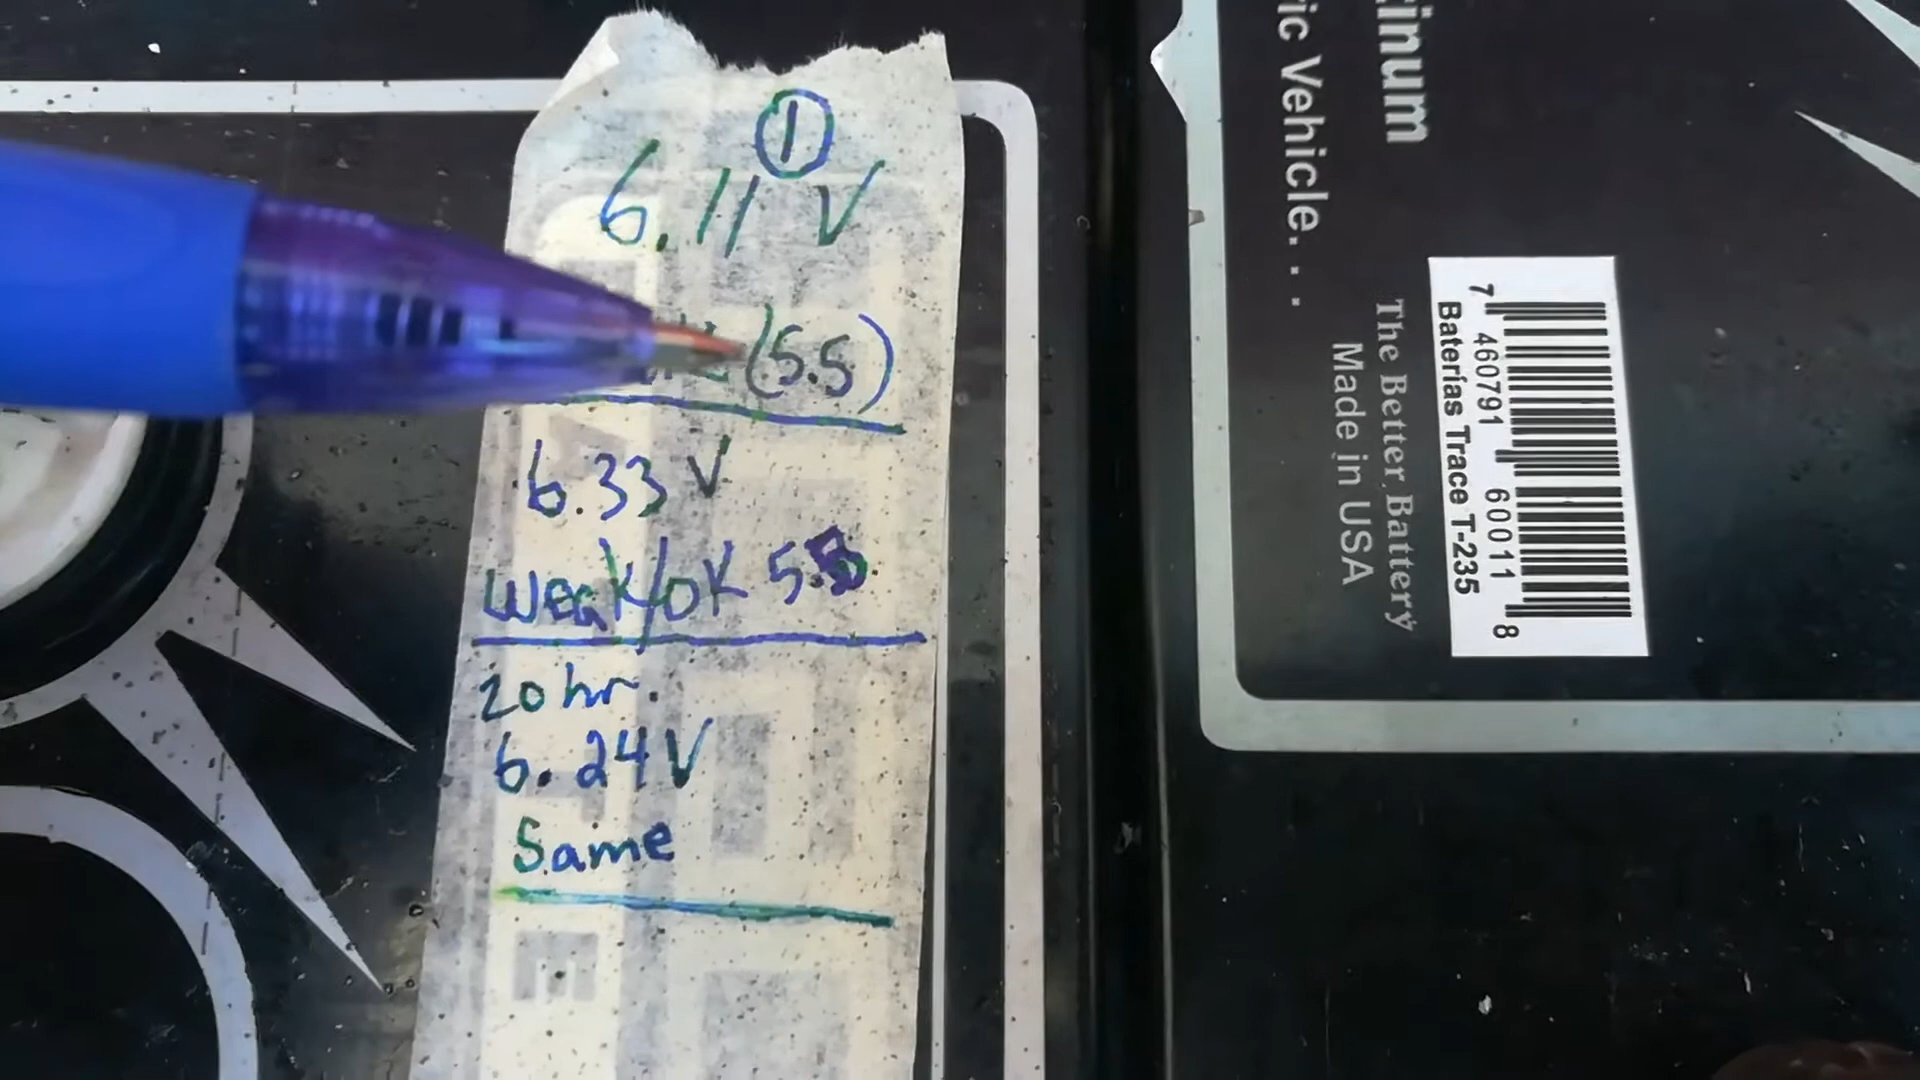 1
6.11 V
(5.5)
6.33 V
Weak/OK 5.5
20 hr.
6.24 V
Same
inum
ic Vehicle. . .
The Better Battery
Made in USA
7 460791 60011 8
Baterías Trace T-235